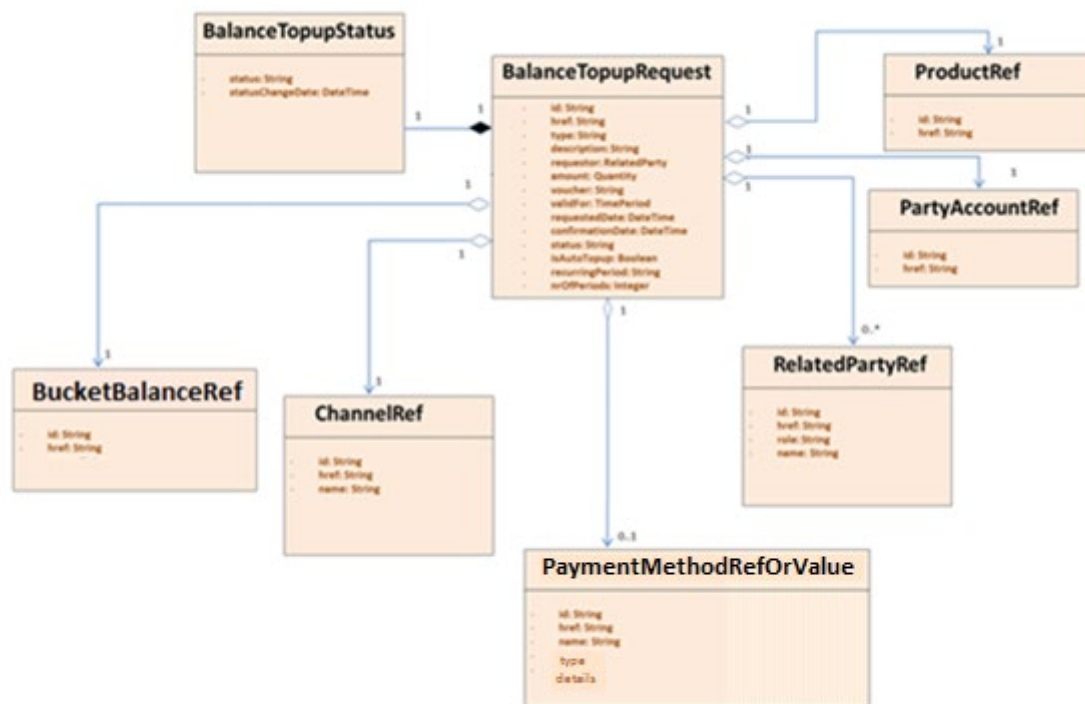 BalanceTopupStatus
status: String
statusChangeDate: DateTime
1
1
BalanceTopupRequest
id: String
href: String
type: String
description: String
requestor: RelatedParty
amount: Quantity
voucher: String
validFor: TimePeriod
requestedDate: DateTime
confirmationDate: DateTime
status: String
isAutoTopup: Boolean
recurringPeriod: String
nrOfPeriods: Integer
1
1
ProductRef
id: String
href: String
1
1
PartyAccountRef
id: String
href: String
1
0.*
RelatedPartyRef
id: String
href: String
role: String
name: String
1
1
BucketBalanceRef
id: String
href: String
1
1
ChannelRef
id: String
href: String
name: String
1
0.1
PaymentMethodRefOrValue
id: String
href: String
name: String
type
details